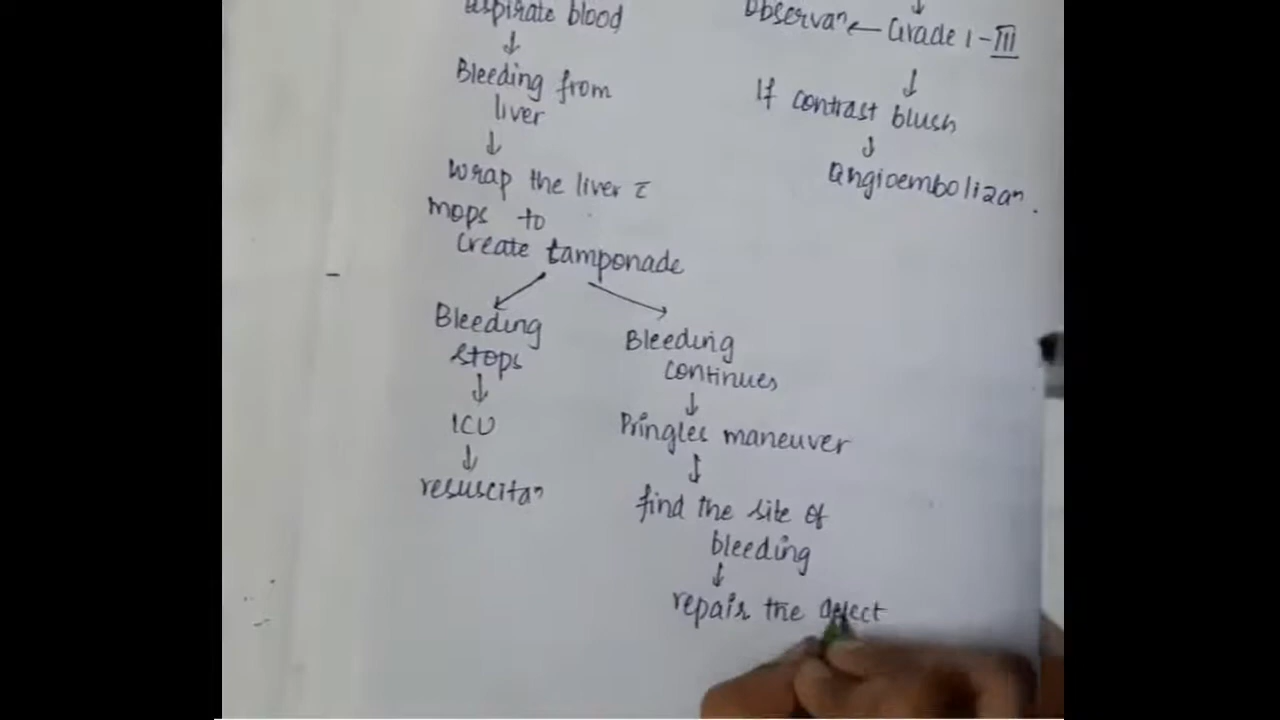 aspirate blood
↓
Bleeding from
liver
↓
Wrap the liver c̄
mops to
create tamponade
Bleeding
stops
↓
ICU
↓
resuscitaⁿ
Bleeding
continues
↓
Pringles maneuver
↓
find the site of
bleeding
↓
repair the defect
↓
Observaⁿ ← Grade I - III
↓
If contrast blush
↓
Angioembolizaⁿ.